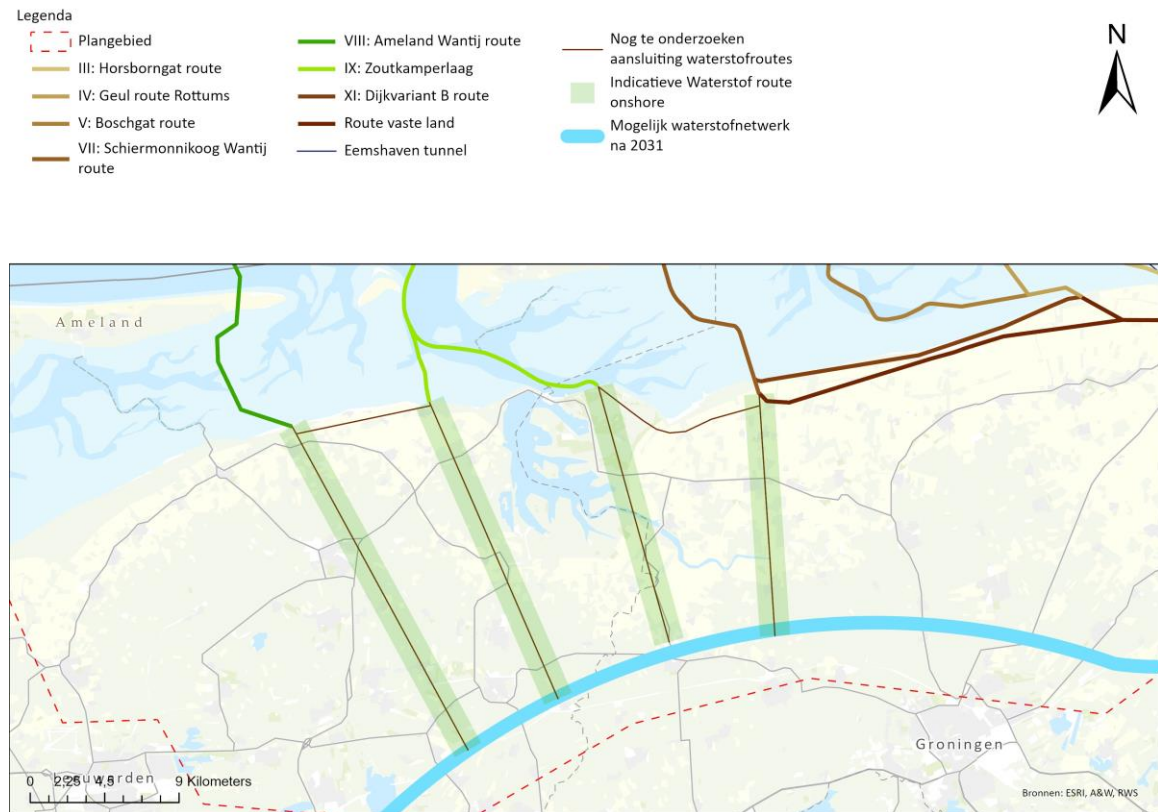 Legenda
Plangebied
III: Horsborngat route
IV: Geul route Rottums
V: Boschgat route
VII: Schiermonnikoog Wantij
route
VIII: Ameland Wantij route
IX: Zoutkamperlaag
XI: Dijkvariant B route
Route vaste land
Eemshaven tunnel
Nog te onderzoeken
aansluiting waterstofroutes
Indicatieve Waterstof route
onshore
Mogelijk waterstofnetwerk
na 2031
N
Ameland
Groningen
Leeuwarden
0 2,25 4,5 9 Kilometers
Bronnen: ESRI, A&W, RWS